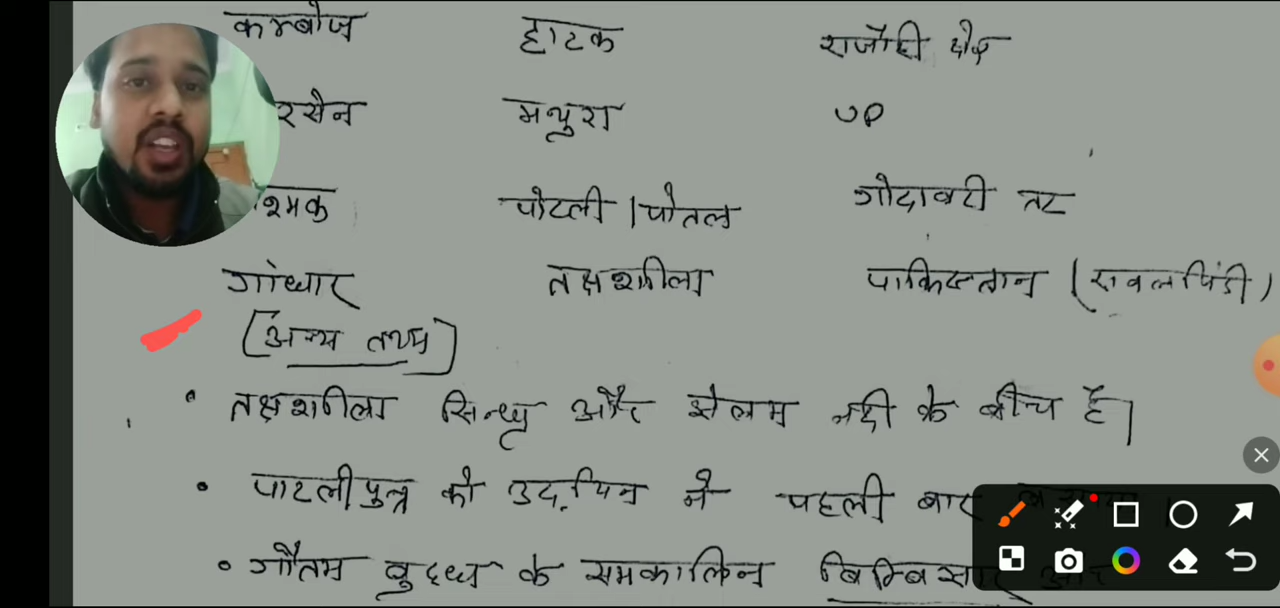 कम्बोज हाटक राजोरी क्षेत्र
रसेन मथुरा UP
श्मक पोटली | पोतल गोदावरी तट
गांधार तक्षशीला पाकिस्तान (रावलपिंडी)
[अन्य तथ्य]
• तक्षशीला सिन्धु और झेलम नदी के बीच है।
• पाटलीपुत्र को उदयिन ने पहली बार
• गौतम बुद्ध के समकालिन बिम्बिसार